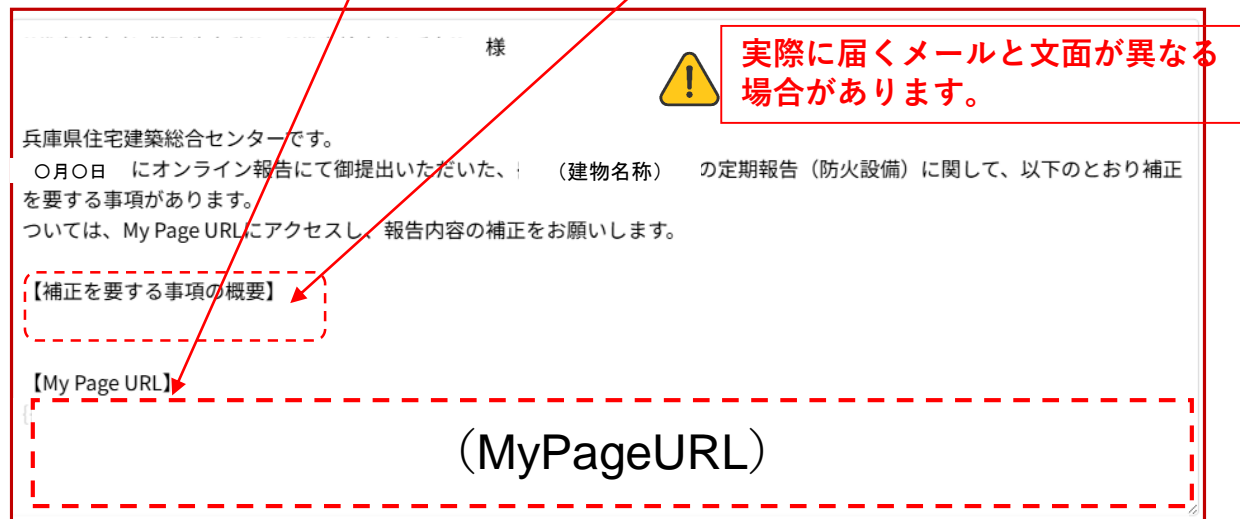 様
実際に届くメールと文面が異なる
場合があります。
兵庫県住宅建築総合センターです。
〇月〇日 にオンライン報告にて御提出いただいた、 （建物名称） の定期報告（防火設備）に関して、以下のとおり補正
を要する事項があります。
ついては、My Page URLにアクセスし、報告内容の補正をお願いします。
【補正を要する事項の概要】
【My Page URL】
（MyPageURL）